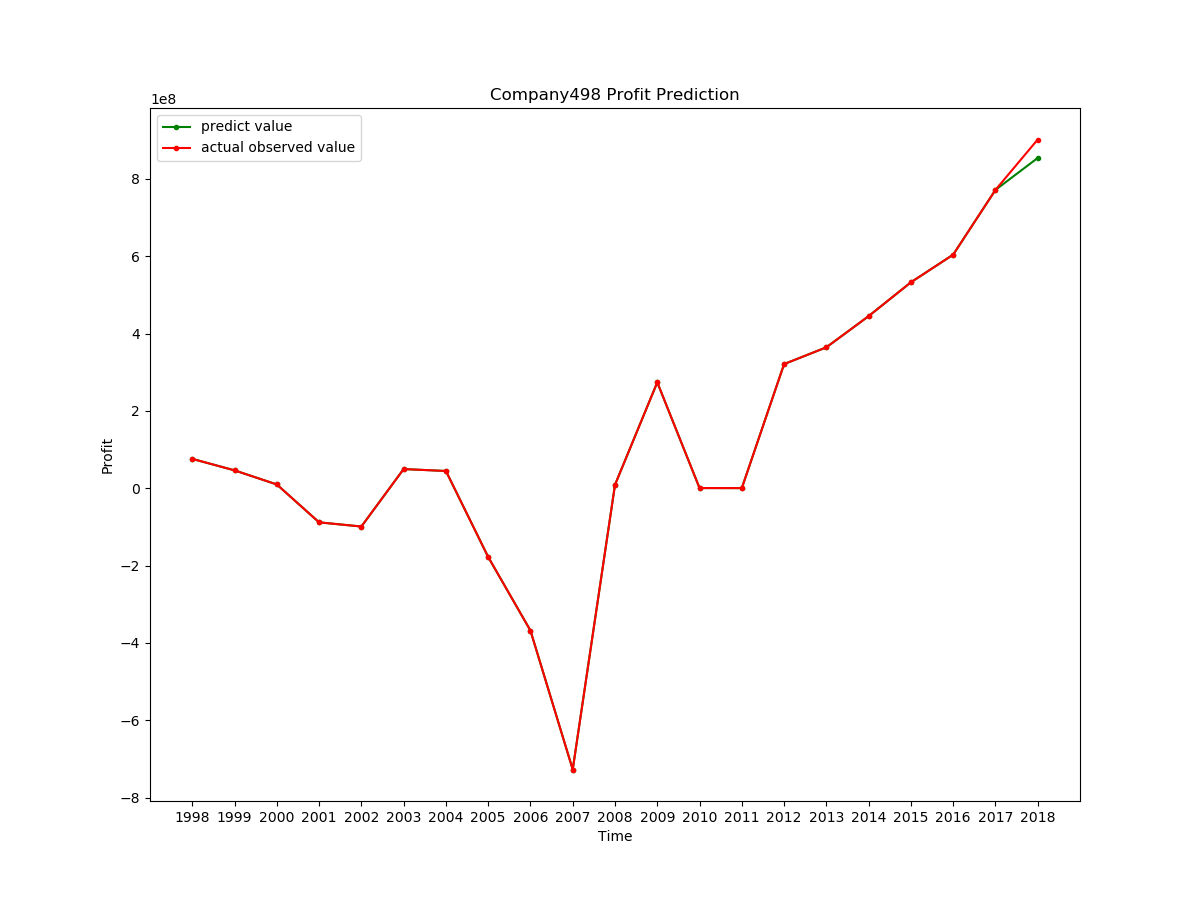 Company498 Profit Prediction
1e8
predict value
actual observed value
8
6
4
2
0
−2
−4
−6
−8
Profit
1998 1999 2000 2001 2002 2003 2004 2005 2006 2007 2008 2009 2010 2011 2012 2013 2014 2015 2016 2017 2018
Time